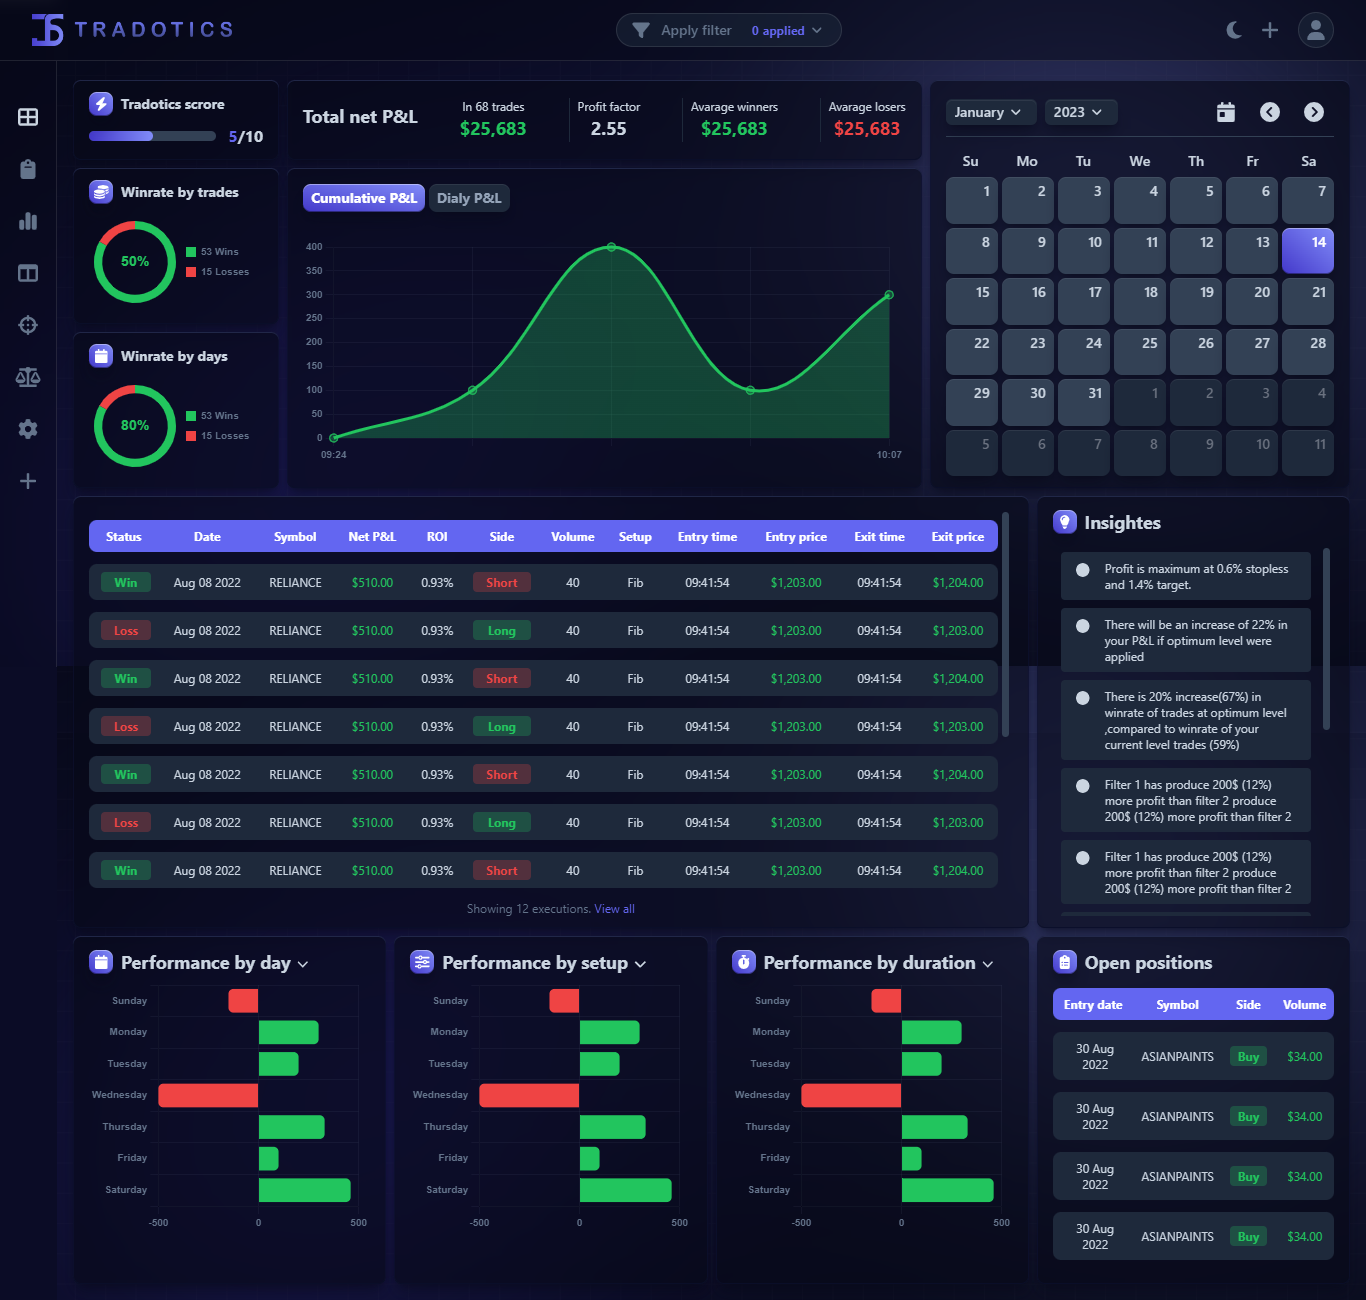 TRADOTICS
Apply filter 0 applied
Tradotics scrore
5/10
Total net P&L
In 68 trades
$25,683
Profit factor
2.55
Avarage winners
$25,683
Avarage losers
$25,683
Winrate by trades
50%
53 Wins
15 Losses
Winrate by days
80%
53 Wins
15 Losses
Cumulative P&L Dialy P&L
400
350
300
250
200
150
100
50
0
09:24 10:07
January 2023
Su Mo Tu We Th Fr Sa
1 2 3 4 5 6 7
8 9 10 11 12 13 14
15 16 17 18 19 20 21
22 23 24 25 26 27 28
29 30 31 1 2 3 4
5 6 7 8 9 10 11
Status Date Symbol Net P&L ROI Side Volume Setup Entry time Entry price Exit time Exit price
Win Aug 08 2022 RELIANCE $510.00 0.93% Short 40 Fib 09:41:54 $1,203.00 09:41:54 $1,204.00
Loss Aug 08 2022 RELIANCE $510.00 0.93% Long 40 Fib 09:41:54 $1,203.00 09:41:54 $1,203.00
Win Aug 08 2022 RELIANCE $510.00 0.93% Short 40 Fib 09:41:54 $1,203.00 09:41:54 $1,204.00
Loss Aug 08 2022 RELIANCE $510.00 0.93% Long 40 Fib 09:41:54 $1,203.00 09:41:54 $1,203.00
Win Aug 08 2022 RELIANCE $510.00 0.93% Short 40 Fib 09:41:54 $1,203.00 09:41:54 $1,204.00
Loss Aug 08 2022 RELIANCE $510.00 0.93% Long 40 Fib 09:41:54 $1,203.00 09:41:54 $1,203.00
Win Aug 08 2022 RELIANCE $510.00 0.93% Short 40 Fib 09:41:54 $1,203.00 09:41:54 $1,204.00
Showing 12 executions. View all
Insightes
Profit is maximum at 0.6% stopless
and 1.4% target.
There will be an increase of 22% in
your P&L if optimum level were
applied
There is 20% increase(67%) in
winrate of trades at optimum level
,compared to winrate of your
current level trades (59%)
Filter 1 has produce 200$ (12%)
more profit than filter 2 produce
200$ (12%) more profit than filter 2
Filter 1 has produce 200$ (12%)
more profit than filter 2 produce
200$ (12%) more profit than filter 2
Performance by day
Sunday
Monday
Tuesday
Wednesday
Thursday
Friday
Saturday
-500 0 500
Performance by setup
Sunday
Monday
Tuesday
Wednesday
Thursday
Friday
Saturday
-500 0 500
Performance by duration
Sunday
Monday
Tuesday
Wednesday
Thursday
Friday
Saturday
-500 0 500
Open positions
Entry date Symbol Side Volume
30 Aug
2022 ASIANPAINTS Buy $34.00
30 Aug
2022 ASIANPAINTS Buy $34.00
30 Aug
2022 ASIANPAINTS Buy $34.00
30 Aug
2022 ASIANPAINTS Buy $34.00